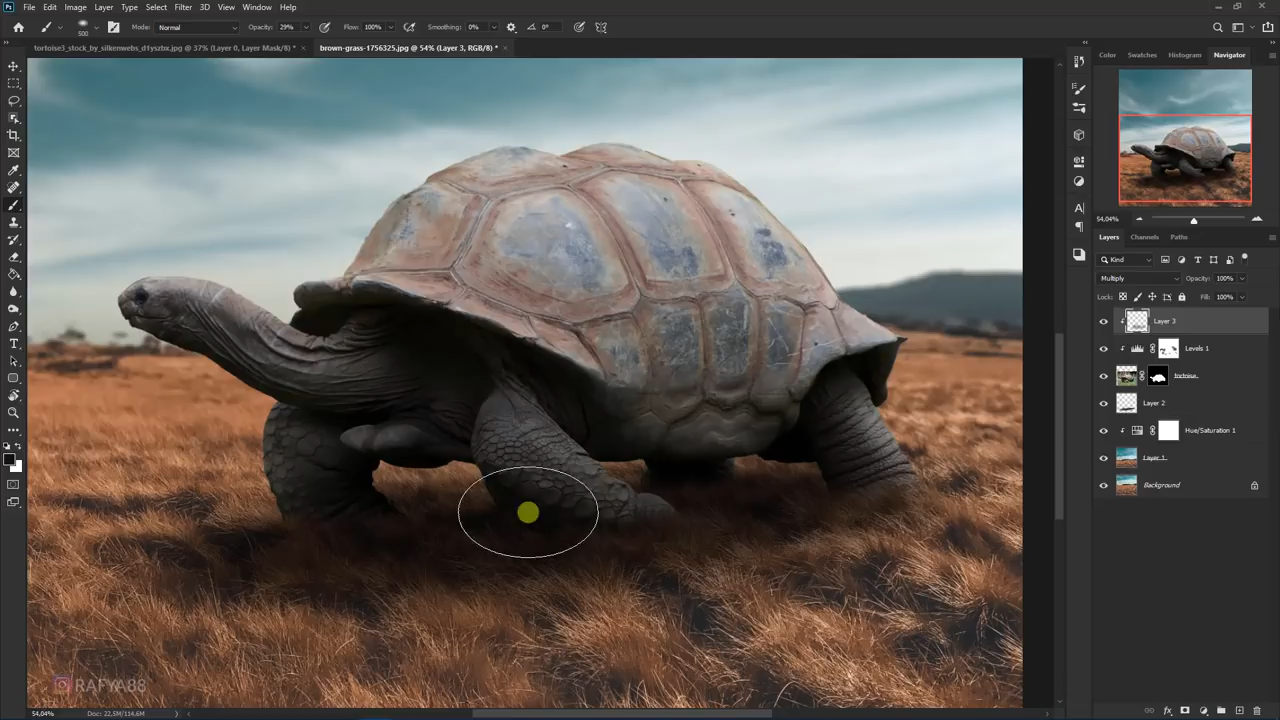 Ps File Edit Image Layer Type Select Filter 3D View Window Help
500 Mode: Normal Opacity: 29% Flow: 100% Smoothing: 0% 0°
tortoise3_stock_by_silkenwebs_d1yszbx.jpg @ 37% (Layer 0, Layer Mask/8) * × brown-grass-1756325.jpg @ 54% (Layer 3, RGB/8) * ×
Color Swatches Histogram Navigator
54,04%
Layers Channels Paths
Kind
Multiply Opacity: 100%
Lock: Fill: 100%
Layer 3
Levels 1
tortoise
Layer 2
Hue/Saturation 1
Layer 1
Background
RAFYA88
54,04% Doc: 22,5M/114,6M